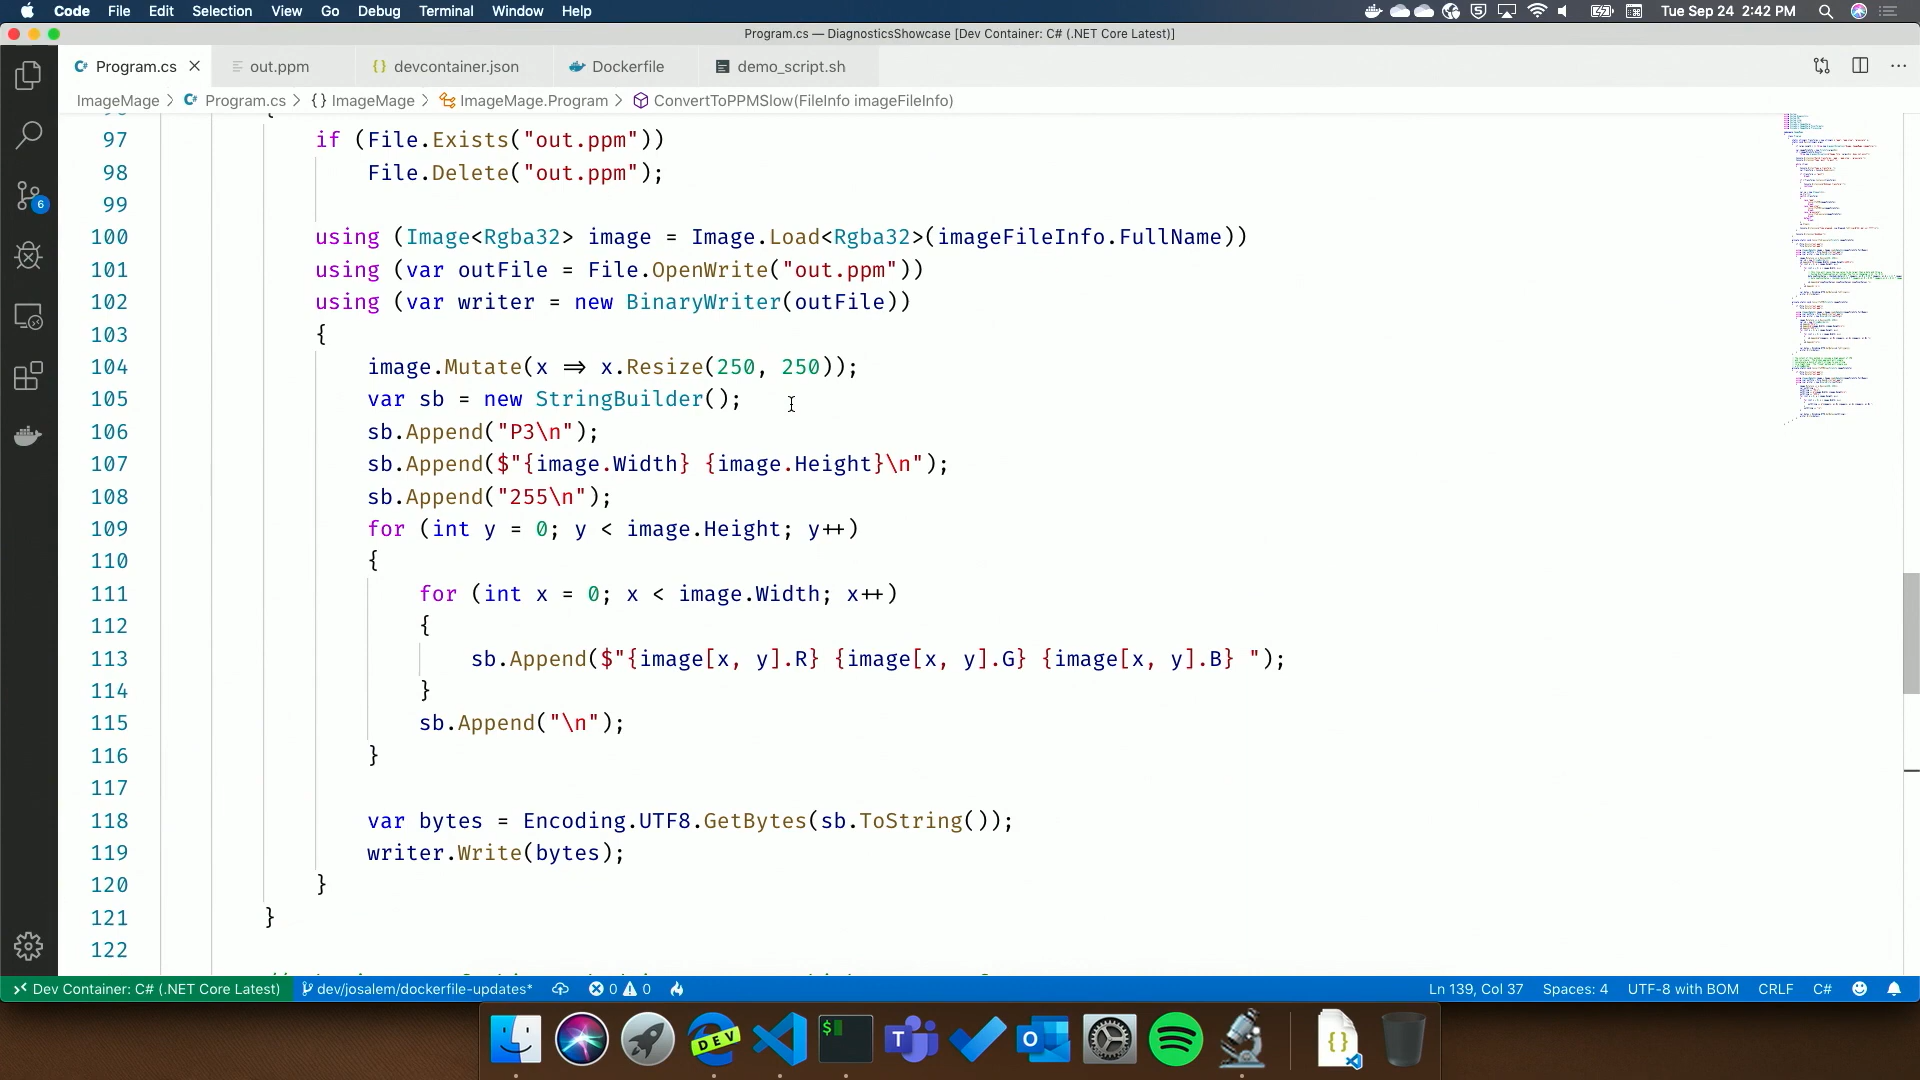 Code File Edit Selection View Go Debug Terminal Window Help Tue Sep 24 2:42 PM
Program.cs — DiagnosticsShowcase [Dev Container: C# (.NET Core Latest)]
C# Program.cs out.ppm {} devcontainer.json Dockerfile demo_script.sh
ImageMage > C# Program.cs > {} ImageMage > ImageMage.Program > ConvertToPPMSlow(FileInfo imageFileInfo)
97 if (File.Exists("out.ppm"))
98 File.Delete("out.ppm");
99
100 using (Image<Rgba32> image = Image.Load<Rgba32>(imageFileInfo.FullName))
101 using (var outFile = File.OpenWrite("out.ppm"))
102 using (var writer = new BinaryWriter(outFile))
103 {
104 image.Mutate(x => x.Resize(250, 250));
105 var sb = new StringBuilder();
106 sb.Append("P3\n");
107 sb.Append($"{image.Width} {image.Height}\n");
108 sb.Append("255\n");
109 for (int y = 0; y < image.Height; y++)
110 {
111 for (int x = 0; x < image.Width; x++)
112 {
113 sb.Append($"{image[x, y].R} {image[x, y].G} {image[x, y].B} ");
114 }
115 sb.Append("\n");
116 }
117
118 var bytes = Encoding.UTF8.GetBytes(sb.ToString());
119 writer.Write(bytes);
120 }
121 }
122
6
Dev Container: C# (.NET Core Latest) dev/josalem/dockerfile-updates* 0 0 Ln 139, Col 37 Spaces: 4 UTF-8 with BOM CRLF C#
DEV $ T O {}